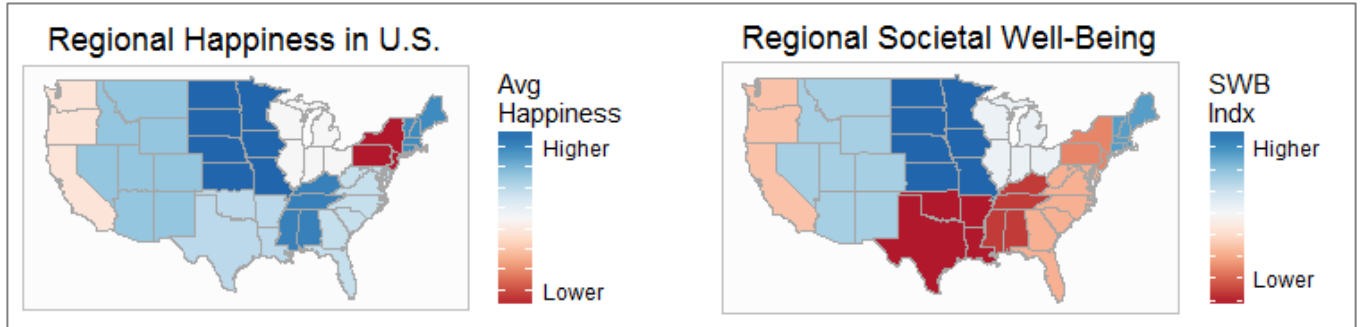 Regional Happiness in U.S.
Avg
Happiness
Higher
Lower
Regional Societal Well-Being
SWB
Indx
Higher
Lower